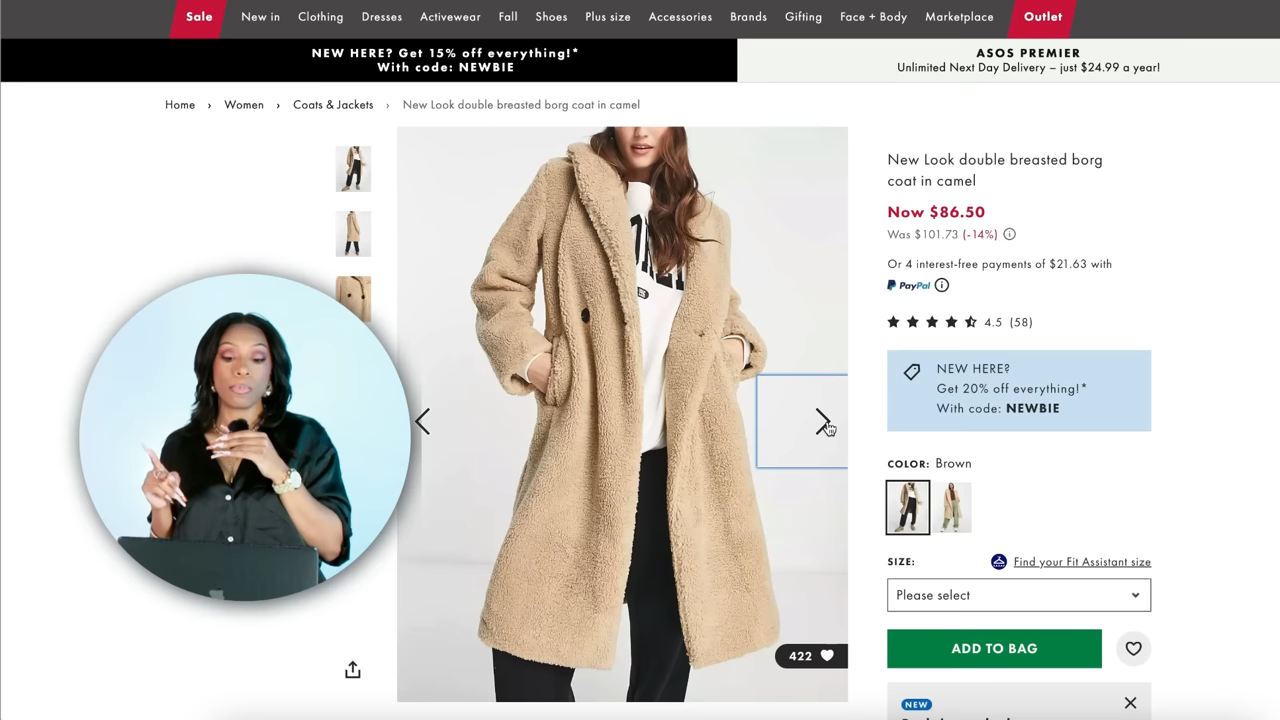 Sale
New in
Clothing
Dresses
Activewear
Fall
Shoes
Plus size
Accessories
Brands
Gifting
Face + Body
Marketplace
Outlet
NEW HERE? Get 15% off everything!*
With code: NEWBIE
ASOS PREMIER
Unlimited Next Day Delivery – just $24.99 a year!
Home › Women › Coats & Jackets › New Look double breasted borg coat in camel
New Look double breasted borg
coat in camel
Now $86.50
Was $101.73 (-14%)
Or 4 interest-free payments of $21.63 with
PayPal
4.5 (58)
NEW HERE?
Get 20% off everything!*
With code: NEWBIE
COLOR: Brown
SIZE:
Find your Fit Assistant size
Please select
422
ADD TO BAG
NEW